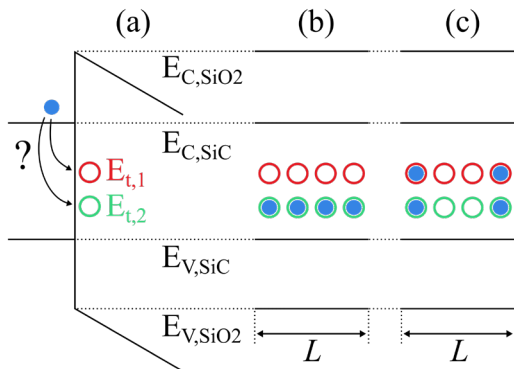 (a) (b) (c)
E_C,SiO2
E_C,SiC
?
E_t,1
E_t,2
E_V,SiC
E_V,SiO2
L L